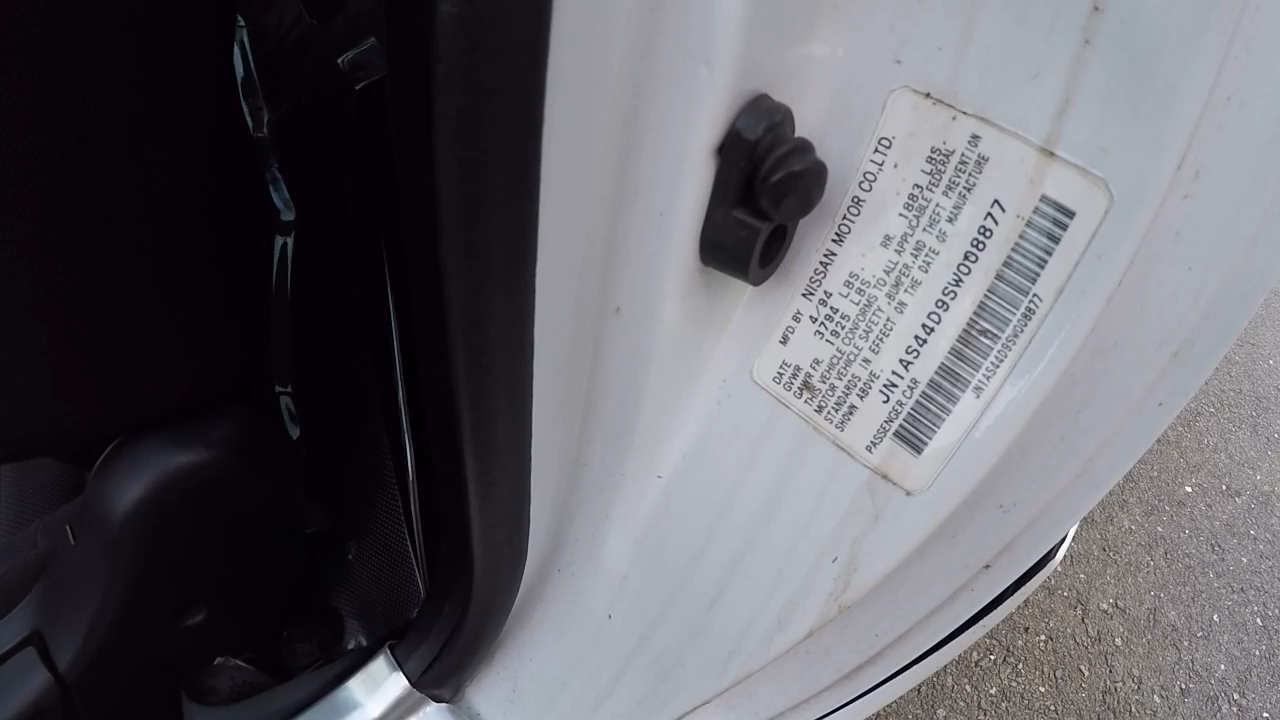 MFD.BY NISSAN MOTOR CO.,LTD.
DATE 4/94
GVWR 3794 LBS.
GAWR FR. 1925 LBS. RR. 1883 LBS.
THIS VEHICLE CONFORMS TO ALL APPLICABLE FEDERAL
MOTOR VEHICLE SAFETY ,BUMPER,AND THEFT PREVENTION
STANDARDS IN EFFECT ON THE DATE OF MANUFACTURE
SHOWN ABOVE.
JN1AS44D9SW008877
PASSENGER CAR
JN1AS44D9SW008877